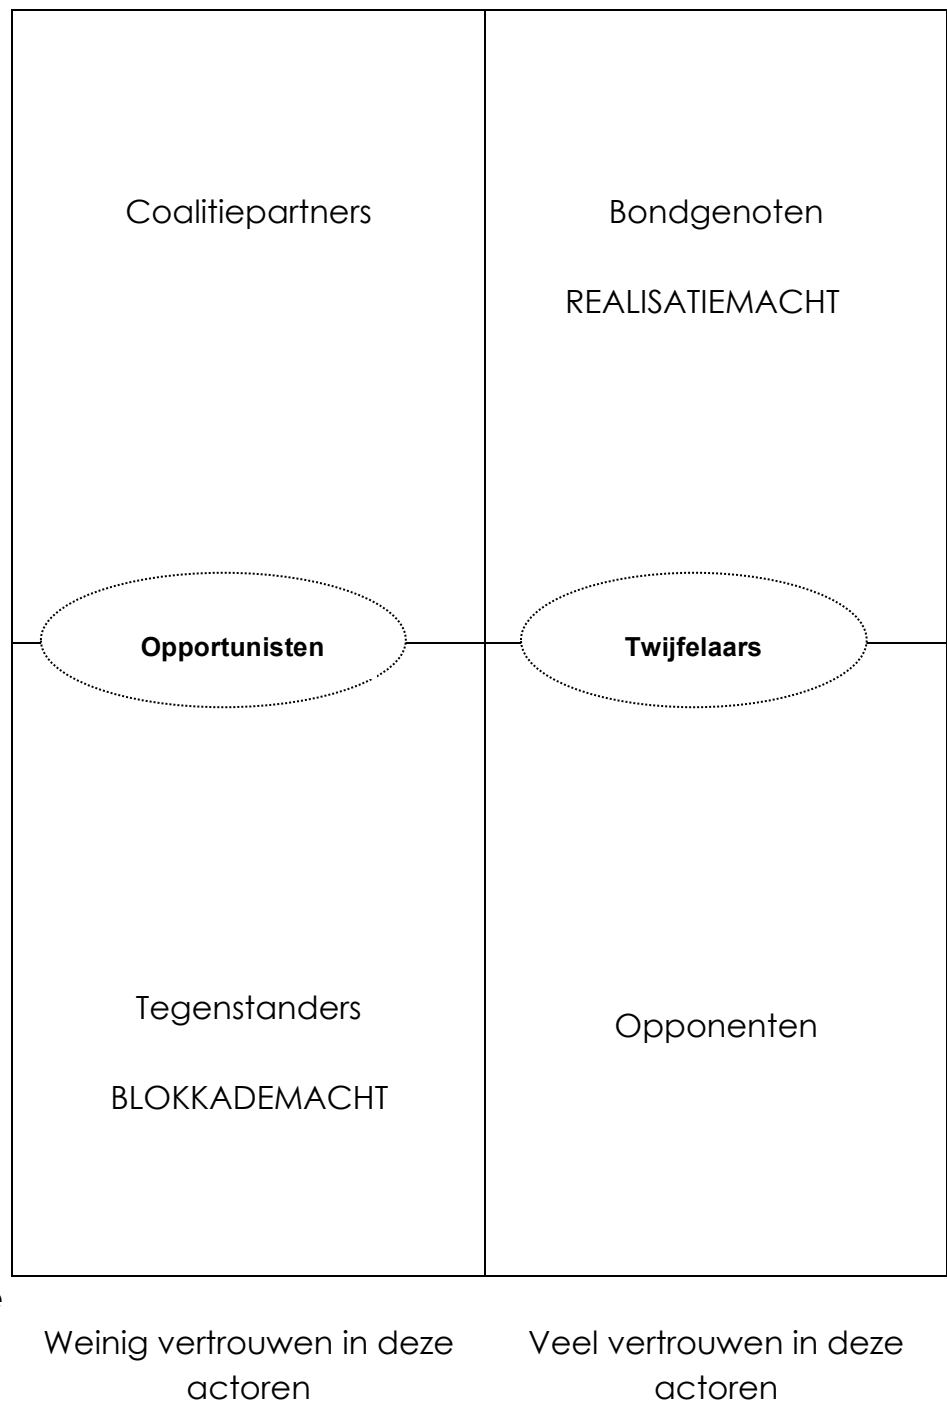 Coalitiepartners
Bondgenoten
REALISATIEMACHT
Opportunisten
Twijfelaars
Tegenstanders
BLOKKADEMACHT
Opponenten
Weinig vertrouwen in deze
actoren
Veel vertrouwen in deze
actoren